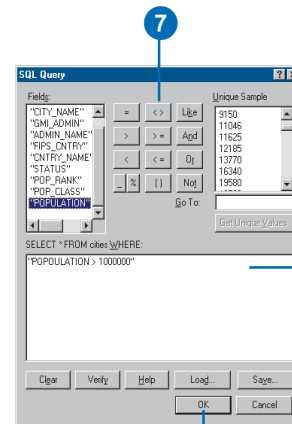 7
SQL Query
Fields:
Unique Sample
"CITY_NAME"
"GMI_ADMIN"
"ADMIN_NAME"
"FIPS_CNTRY"
"CNTRY_NAME"
"STATUS"
"POP_RANK"
"POP_CLASS"
"POPULATION"
= <> Like
> >= And
< <= Or
_ % () Not
9150
11046
11625
12185
13770
16340
19580
Go To:
Get Unique Values
SELECT * FROM cities WHERE:
"POPOULATION > 1000000"
Clear Verify Help Load... Save...
OK Cancel